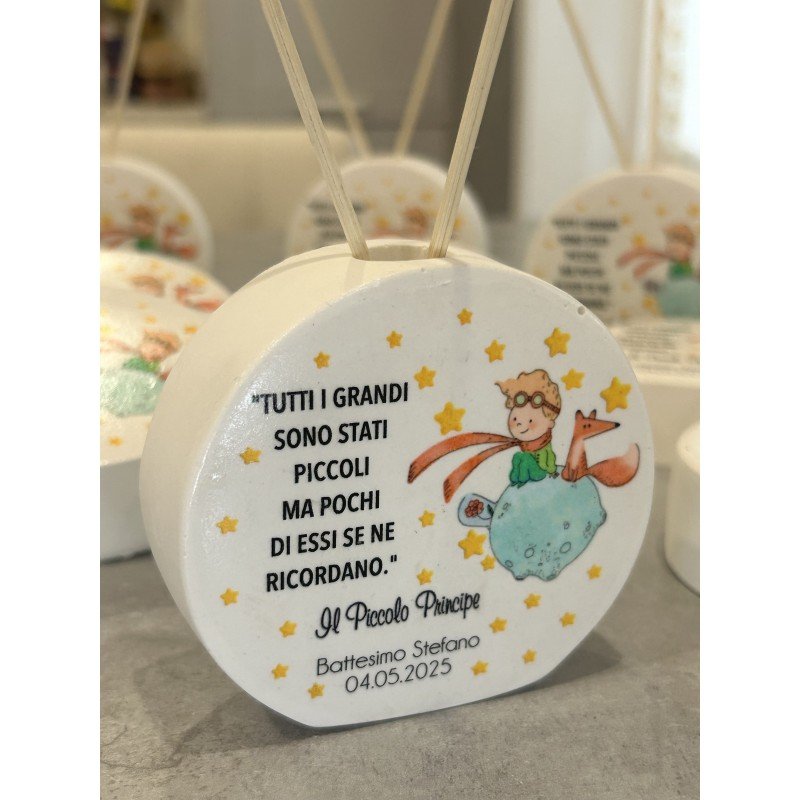 "TUTTI I GRANDI
SONO STATI
PICCOLI
MA POCHI
DI ESSI SE NE
RICORDANO."
Il Piccolo Principe
Battesimo Stefano
04.05.2025